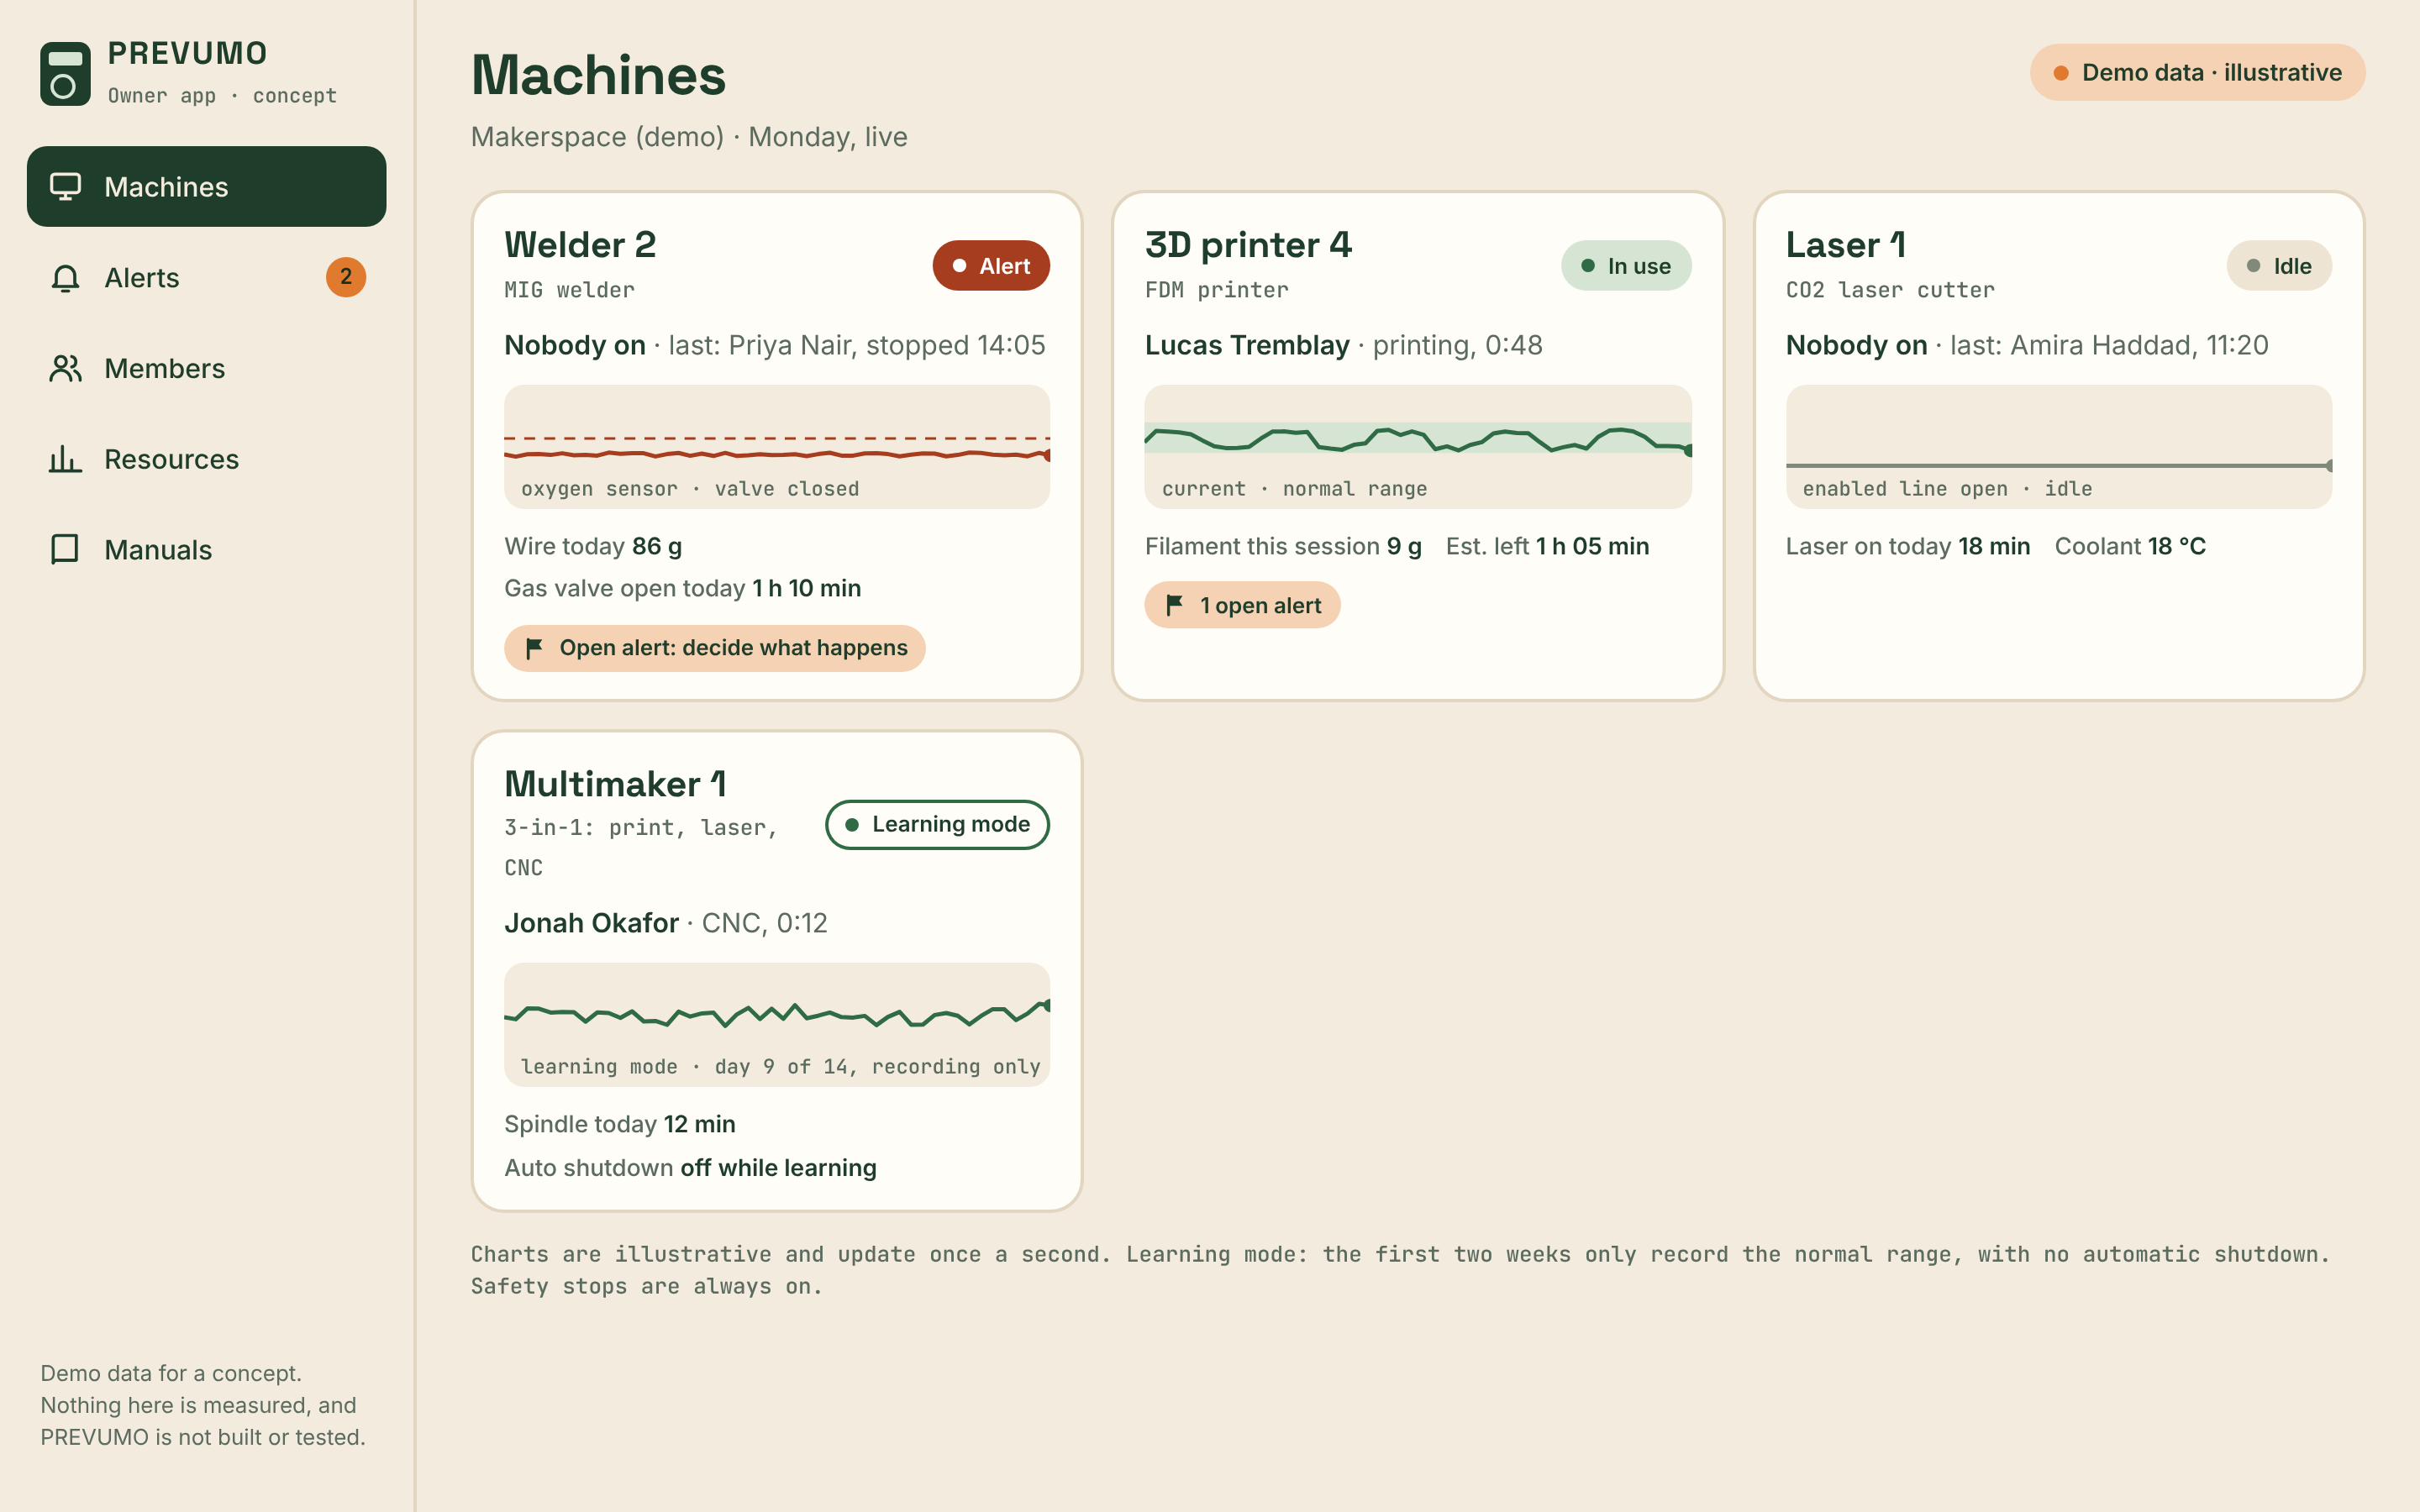 PREVUMO
Owner app · concept
Machines
Alerts
2
Members
Resources
Manuals
Demo data for a concept.
Nothing here is measured, and
PREVUMO is not built or tested.
Machines
Demo data · illustrative
Makerspace (demo) · Monday, live
Welder 2
MIG welder
Alert
Nobody on · last: Priya Nair, stopped 14:05
oxygen sensor · valve closed
Wire today 86 g
Gas valve open today 1 h 10 min
Open alert: decide what happens
3D printer 4
FDM printer
In use
Lucas Tremblay · printing, 0:48
current · normal range
Filament this session 9 g Est. left 1 h 05 min
1 open alert
Laser 1
CO2 laser cutter
Idle
Nobody on · last: Amira Haddad, 11:20
enabled line open · idle
Laser on today 18 min Coolant 18 °C
Multimaker 1
3-in-1: print, laser,
CNC
Learning mode
Jonah Okafor · CNC, 0:12
learning mode · day 9 of 14, recording only
Spindle today 12 min
Auto shutdown off while learning
Charts are illustrative and update once a second. Learning mode: the first two weeks only record the normal range, with no automatic shutdown.
Safety stops are always on.